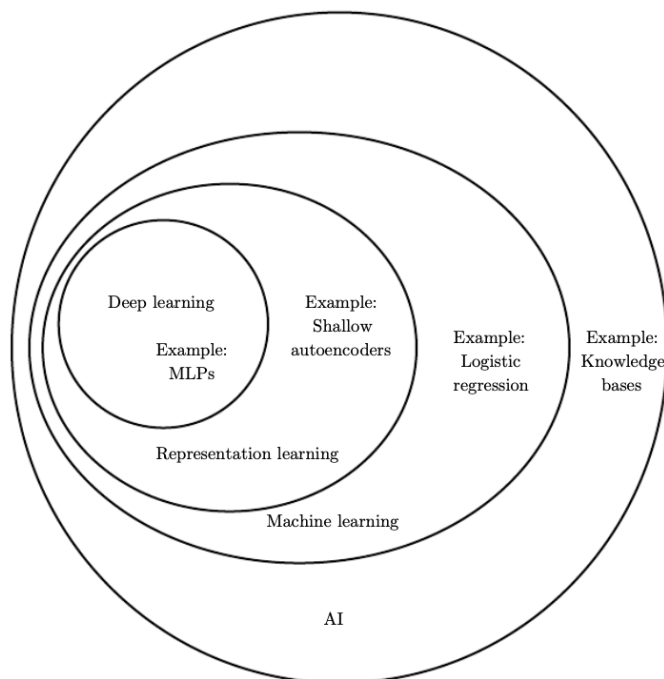 Deep learning
Example:
MLPs
Example:
Shallow
autoencoders
Example:
Logistic
regression
Example:
Knowledge
bases
Representation learning
Machine learning
AI